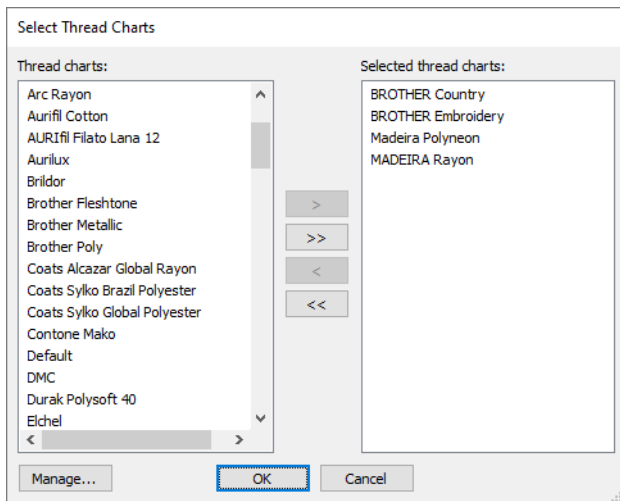 Select Thread Charts
Thread charts:
Arc Rayon
Aurifil Cotton
AURIfil Filato Lana 12
Aurilux
Brildor
Brother Fleshtone
Brother Metallic
Brother Poly
Coats Alcazar Global Rayon
Coats Sylko Brazil Polyester
Coats Sylko Global Polyester
Contone Mako
Default
DMC
Durak Polysoft 40
Elchel
>
>>
<
<<
Selected thread charts:
BROTHER Country
BROTHER Embroidery
Madeira Polyneon
MADEIRA Rayon
Manage...
OK
Cancel